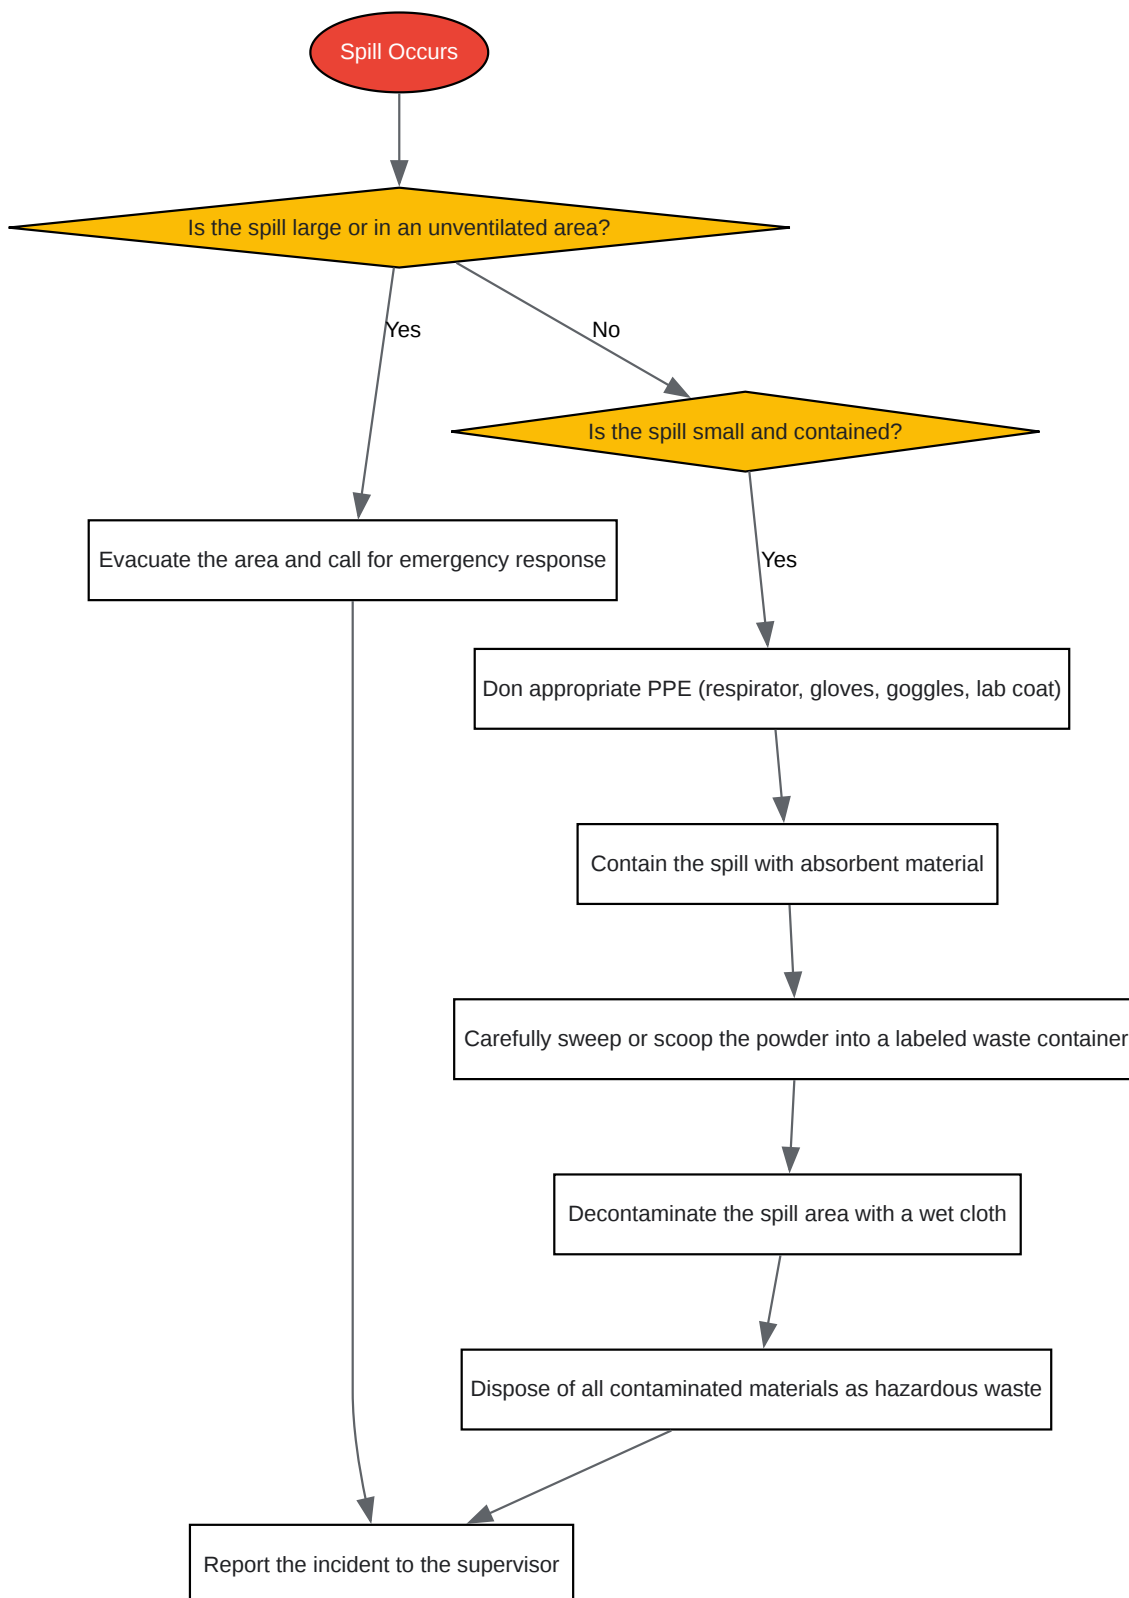 Spill Occurs
Is the spill large or in an unventilated area?
Yes
No
Is the spill small and contained?
Evacuate the area and call for emergency response
Yes
Don appropriate PPE (respirator, gloves, goggles, lab coat)
Contain the spill with absorbent material
Carefully sweep or scoop the powder into a labeled waste container
Decontaminate the spill area with a wet cloth
Dispose of all contaminated materials as hazardous waste
Report the incident to the supervisor